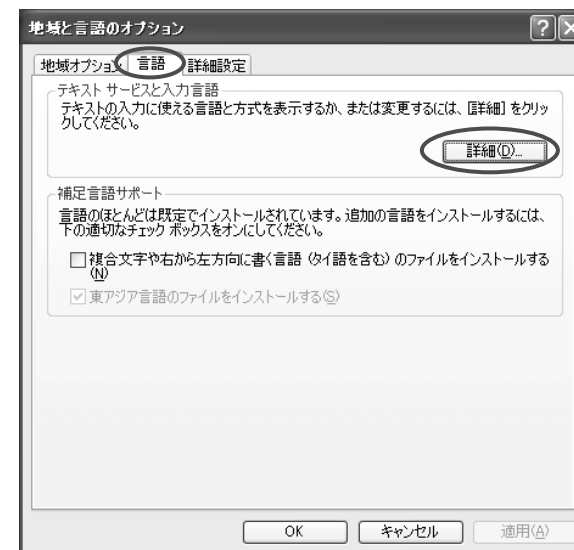 地域と言語のオプション
地域オプション 言語 詳細設定
テキスト サービスと入力言語
テキストの入力に使える言語と方式を表示するか、または変更するには、[詳細] をクリッ
クしてください。
詳細(D)...
補足言語サポート
言語のほとんどは既定でインストールされています。追加の言語をインストールするには、
下の適切なチェック ボックスをオンにしてください。
複合文字や右から左方向に書く言語 (タイ語を含む) のファイルをインストールする
(N)
東アジア言語のファイルをインストールする(S)
OK キャンセル 適用(A)